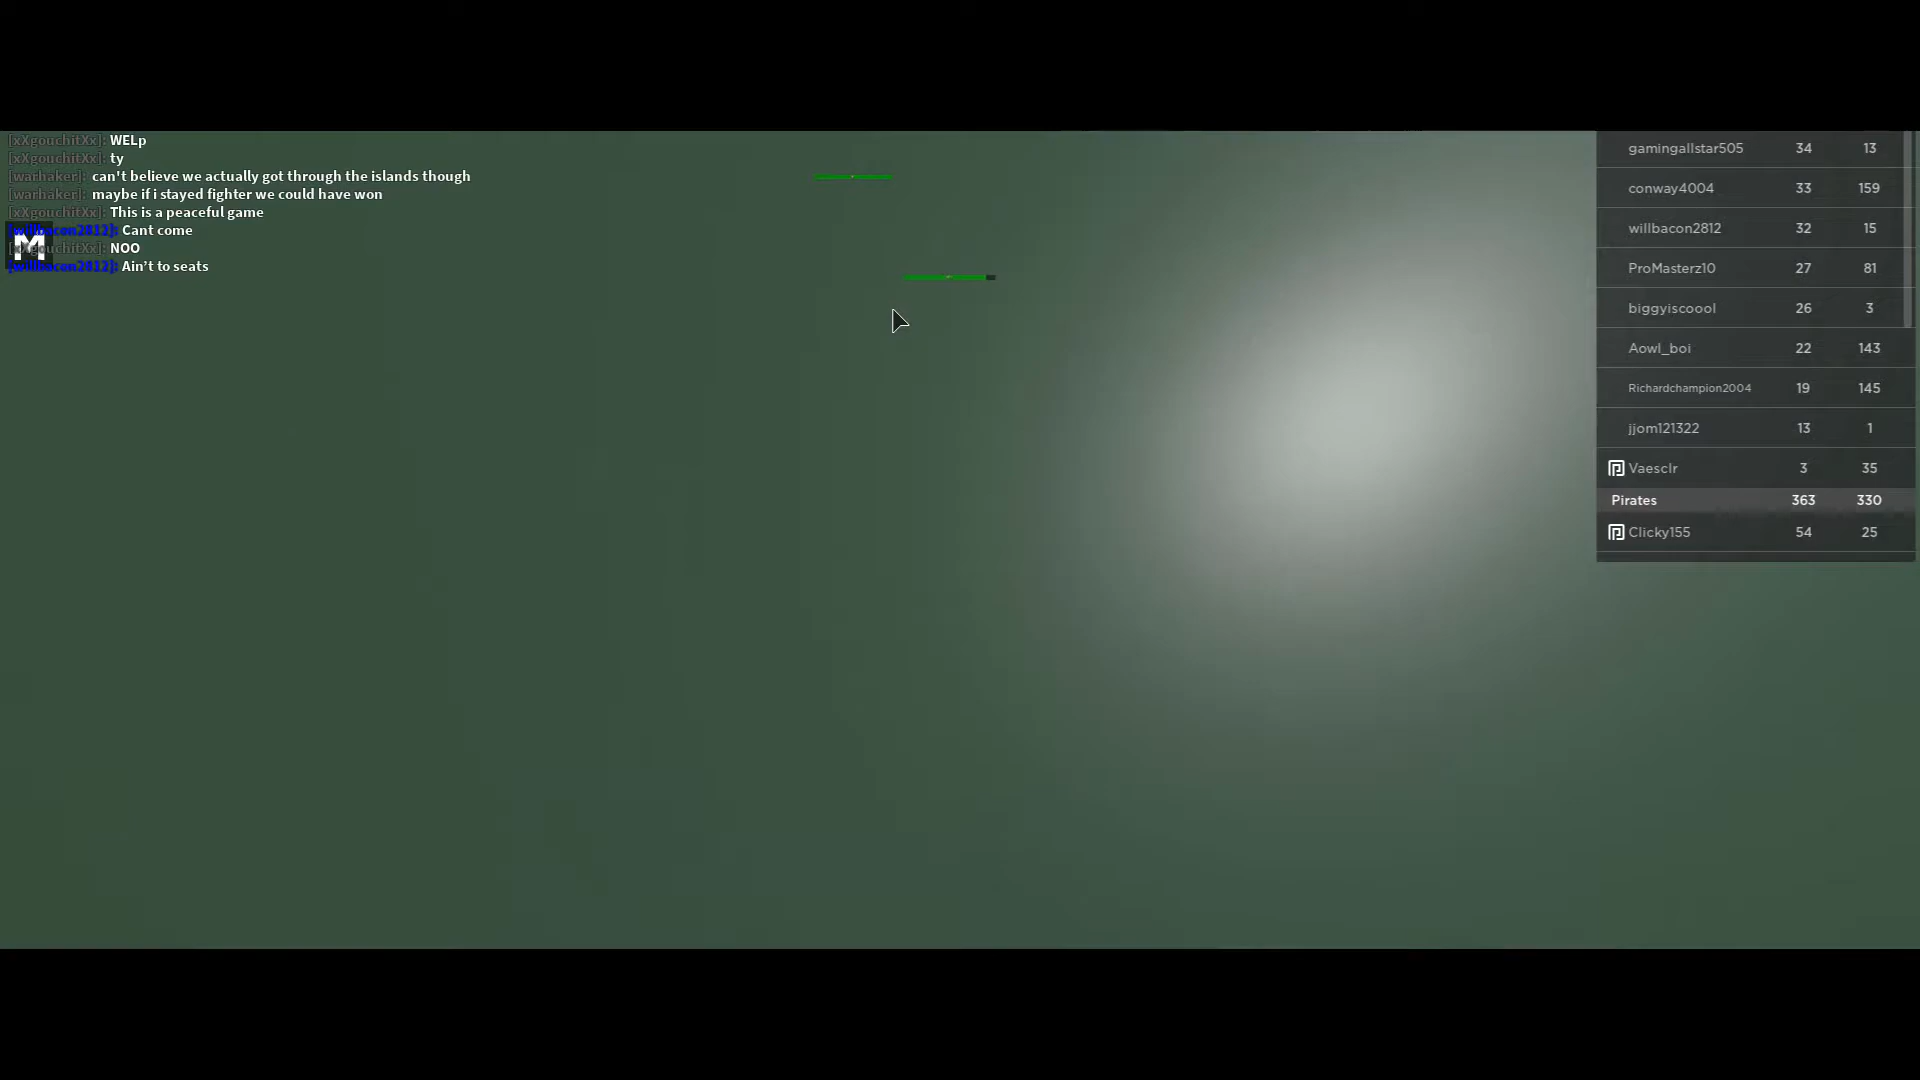 [xXgouchitXx]: WELp
[xXgouchitXx]: ty
[warhaker]: can't believe we actually got through the islands though
[warhaker]: maybe if i stayed fighter we could have won
[xXgouchitXx]: This is a peaceful game
[willbacon2812]: Cant come
[xXgouchitXx]: NOO
[willbacon2812]: Ain't to seats
M
gamingallstar505 34 13
conway4004 33 159
willbacon2812 32 15
ProMasterz10 27 81
biggyiscoool 26 3
Aowl_boi 22 143
Richardchampion2004 19 145
jjom121322 13 1
Vaesclr 3 35
Pirates 363 330
Clicky155 54 25